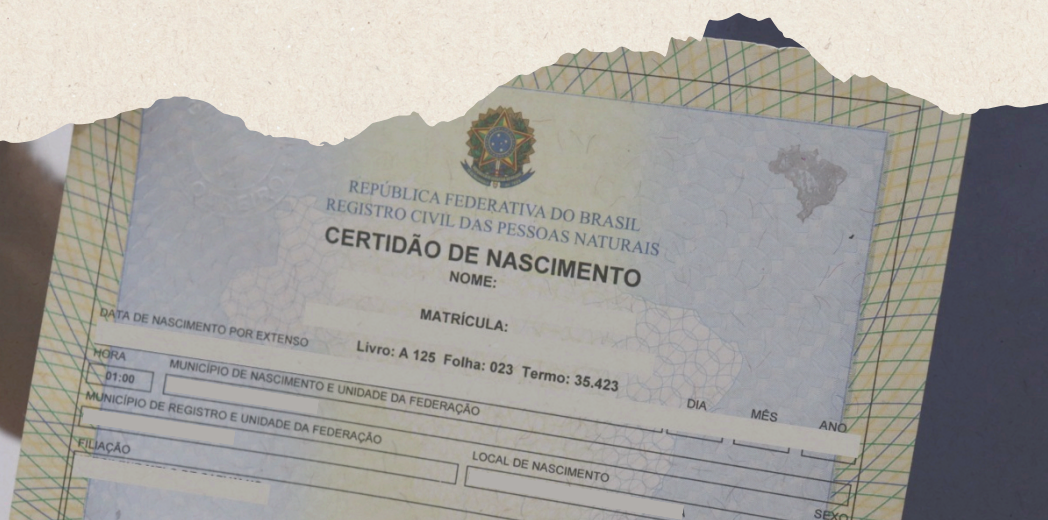 REPÚBLICA FEDERATIVA DO BRASIL
REGISTRO CIVIL DAS PESSOAS NATURAIS
CERTIDÃO DE NASCIMENTO
NOME:
MATRÍCULA:
Livro: A 125 Folha: 023 Termo: 35.423
DATA DE NASCIMENTO POR EXTENSO
DIA MÊS ANO
HORA
01:00
MUNICÍPIO DE NASCIMENTO E UNIDADE DA FEDERAÇÃO
MUNICÍPIO DE REGISTRO E UNIDADE DA FEDERAÇÃO
LOCAL DE NASCIMENTO
SEXO
FILIAÇÃO